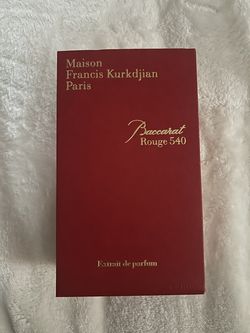 Maison
Francis Kurkdjian
Paris
Baccarat
Rouge 540
Extrait de parfum